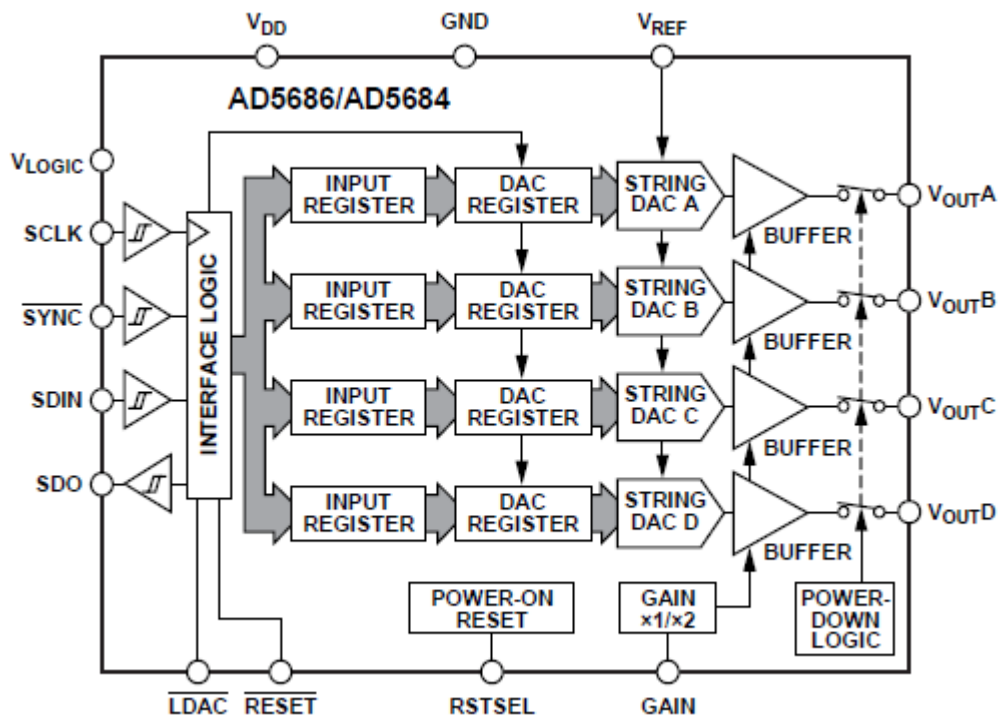 VDD
GND
VREF
AD5686/AD5684
VLOGIC
SCLK
SYNC
SDIN
SDO
INTERFACE LOGIC
INPUT
REGISTER
DAC
REGISTER
STRING
DAC A
BUFFER
VOUTA
INPUT
REGISTER
DAC
REGISTER
STRING
DAC B
BUFFER
VOUTB
INPUT
REGISTER
DAC
REGISTER
STRING
DAC C
BUFFER
VOUTC
INPUT
REGISTER
DAC
REGISTER
STRING
DAC D
BUFFER
VOUTD
POWER-ON
RESET
GAIN
×1/×2
POWER-
DOWN
LOGIC
LDAC
RESET
RSTSEL
GAIN